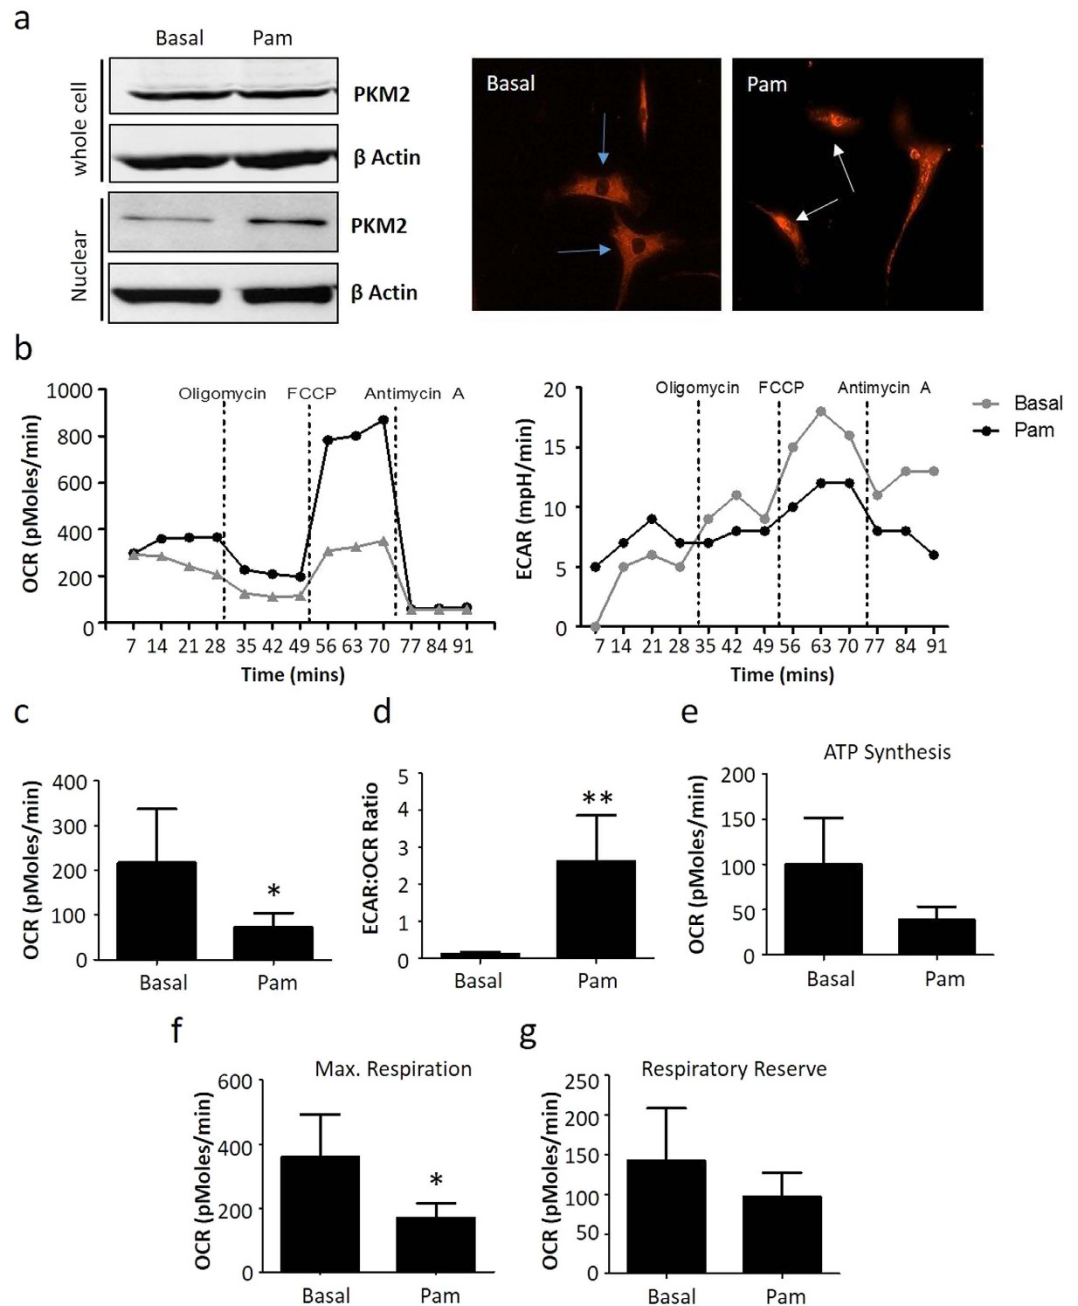 a
Basal Pam
whole cell
PKM2
β Actin
Nuclear
PKM2
β Actin
Basal
Pam
b
OCR (pMoles/min)
1000
800
600
400
200
0
Oligomycin FCCP Antimycin A
7 14 21 28 35 42 49 56 63 70 77 84 91
Time (mins)
ECAR (mpH/min)
20
15
10
5
0
Oligomycin FCCP Antimycin A
7 14 21 28 35 42 49 56 63 70 77 84 91
Time (mins)
Basal
Pam
c
OCR (pMoles/min)
400
300
200
100
0
*
Basal Pam
d
ECAR:OCR Ratio
5
4
3
2
1
0
**
Basal Pam
e
ATP Synthesis
OCR (pMoles/min)
200
150
100
50
0
Basal Pam
f
Max. Respiration
OCR (pMoles/min)
600
400
200
0
*
Basal Pam
g
Respiratory Reserve
OCR (pMoles/min)
250
200
150
100
50
0
Basal Pam